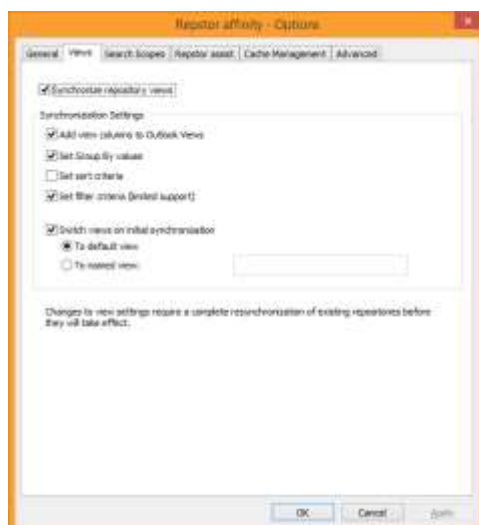 Repstor affinity - Options
General Views Search Scopes Repstor assist Cache Management Advanced
Synchronize repository views
Synchronization Settings
Add view columns to Outlook Views
Set Group By values
Set sort criteria
Set filter criteria (limited support)
Switch views on initial synchronisation
To default view
To named view:
Changes to view settings require a complete resynchronization of existing repositories before
they will take effect.
OK Cancel Apply